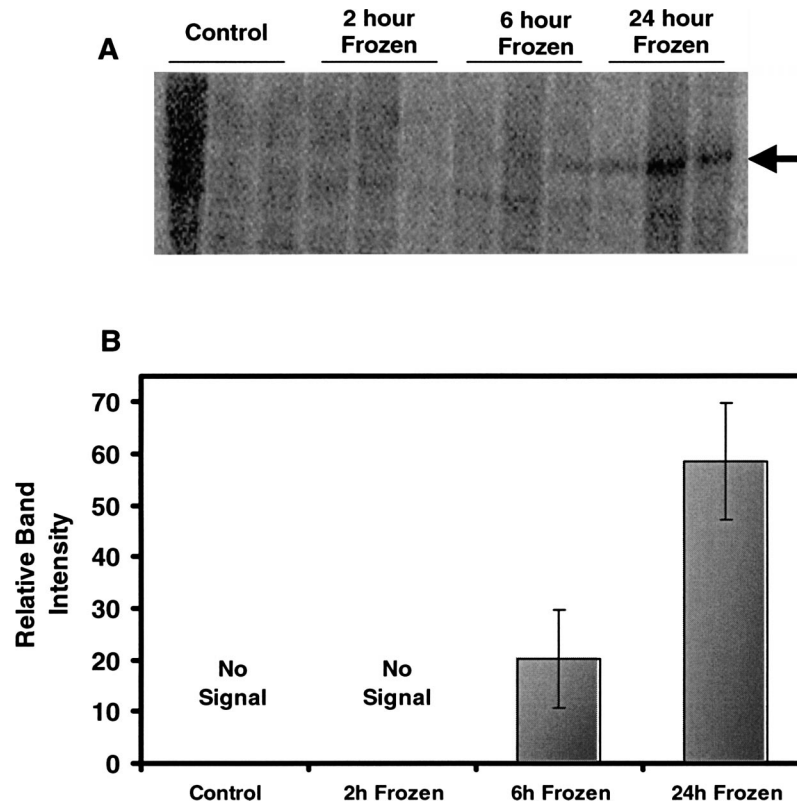 A
Control
2 hour
Frozen
6 hour
Frozen
24 hour
Frozen
B
Relative Band
Intensity
70
60
50
40
30
20
10
0
No
Signal
No
Signal
Control
2h Frozen
6h Frozen
24h Frozen